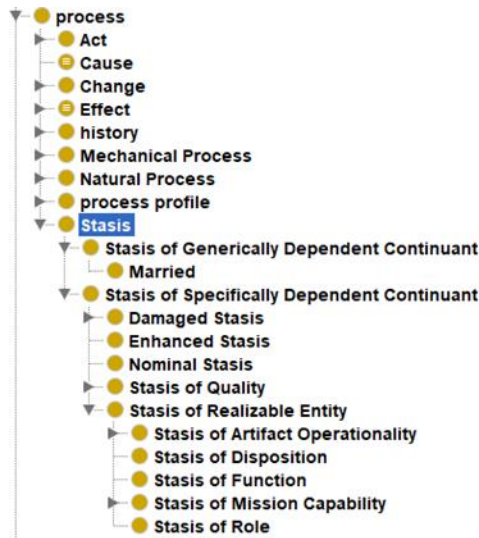 process
Act
Cause
Change
Effect
history
Mechanical Process
Natural Process
process profile
Stasis
Stasis of Generically Dependent Continuant
Married
Stasis of Specifically Dependent Continuant
Damaged Stasis
Enhanced Stasis
Nominal Stasis
Stasis of Quality
Stasis of Realizable Entity
Stasis of Artifact Operationality
Stasis of Disposition
Stasis of Function
Stasis of Mission Capability
Stasis of Role